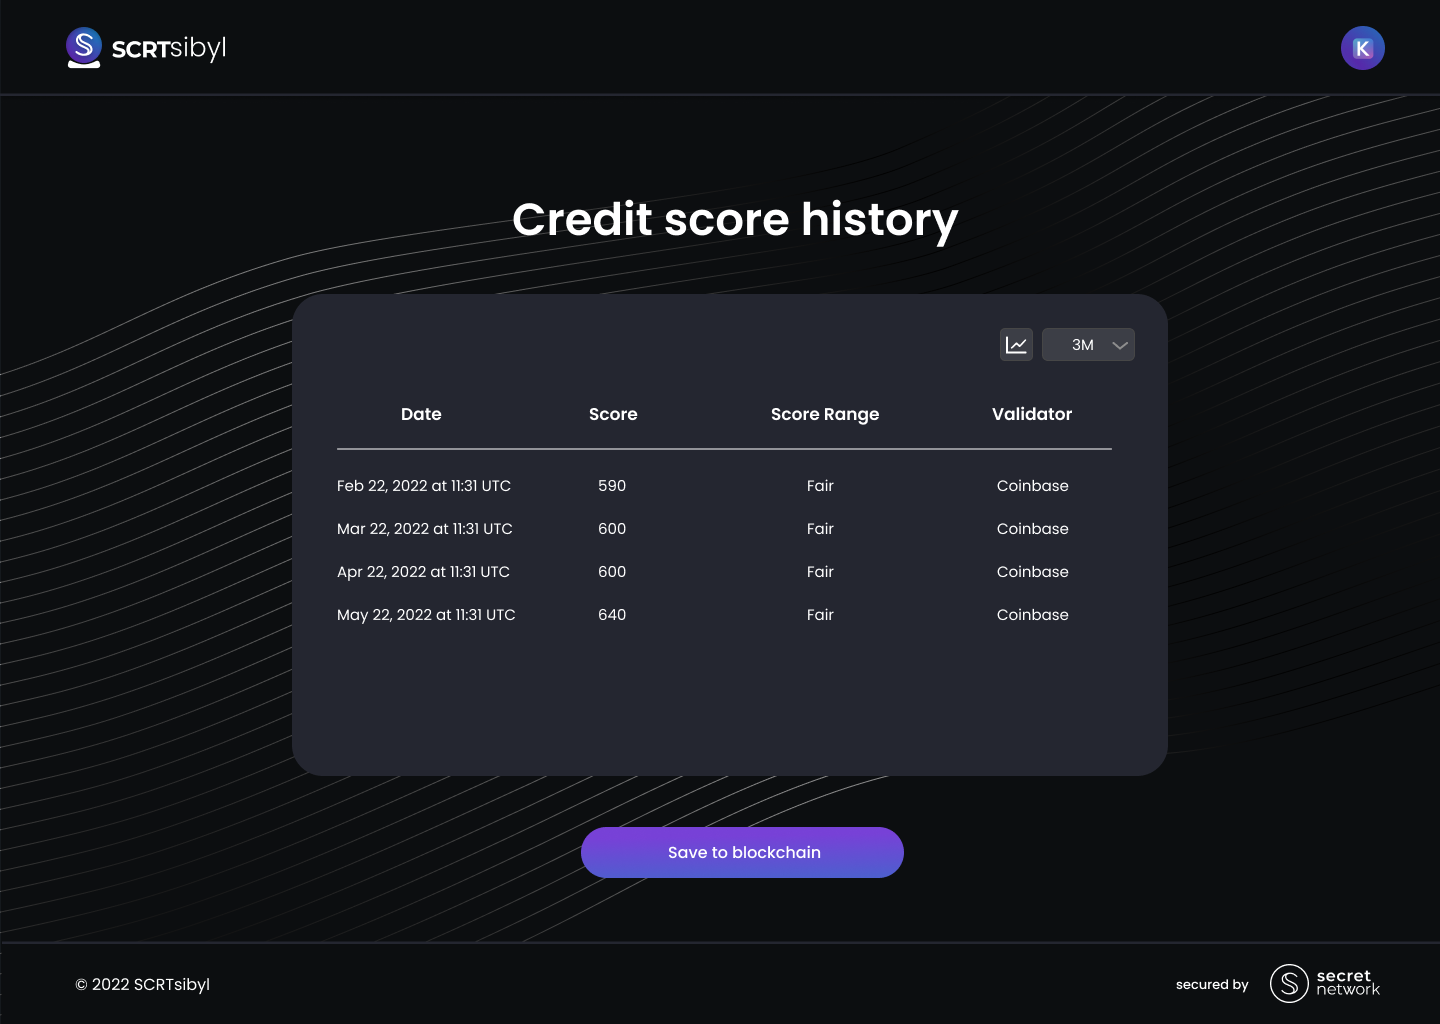 SCRTsibyl
K
Credit score history
3M
Date Score Score Range Validator
Feb 22, 2022 at 11:31 UTC 590 Fair Coinbase
Mar 22, 2022 at 11:31 UTC 600 Fair Coinbase
Apr 22, 2022 at 11:31 UTC 600 Fair Coinbase
May 22, 2022 at 11:31 UTC 640 Fair Coinbase
Save to blockchain
© 2022 SCRTsibyl
secured by
secret
network